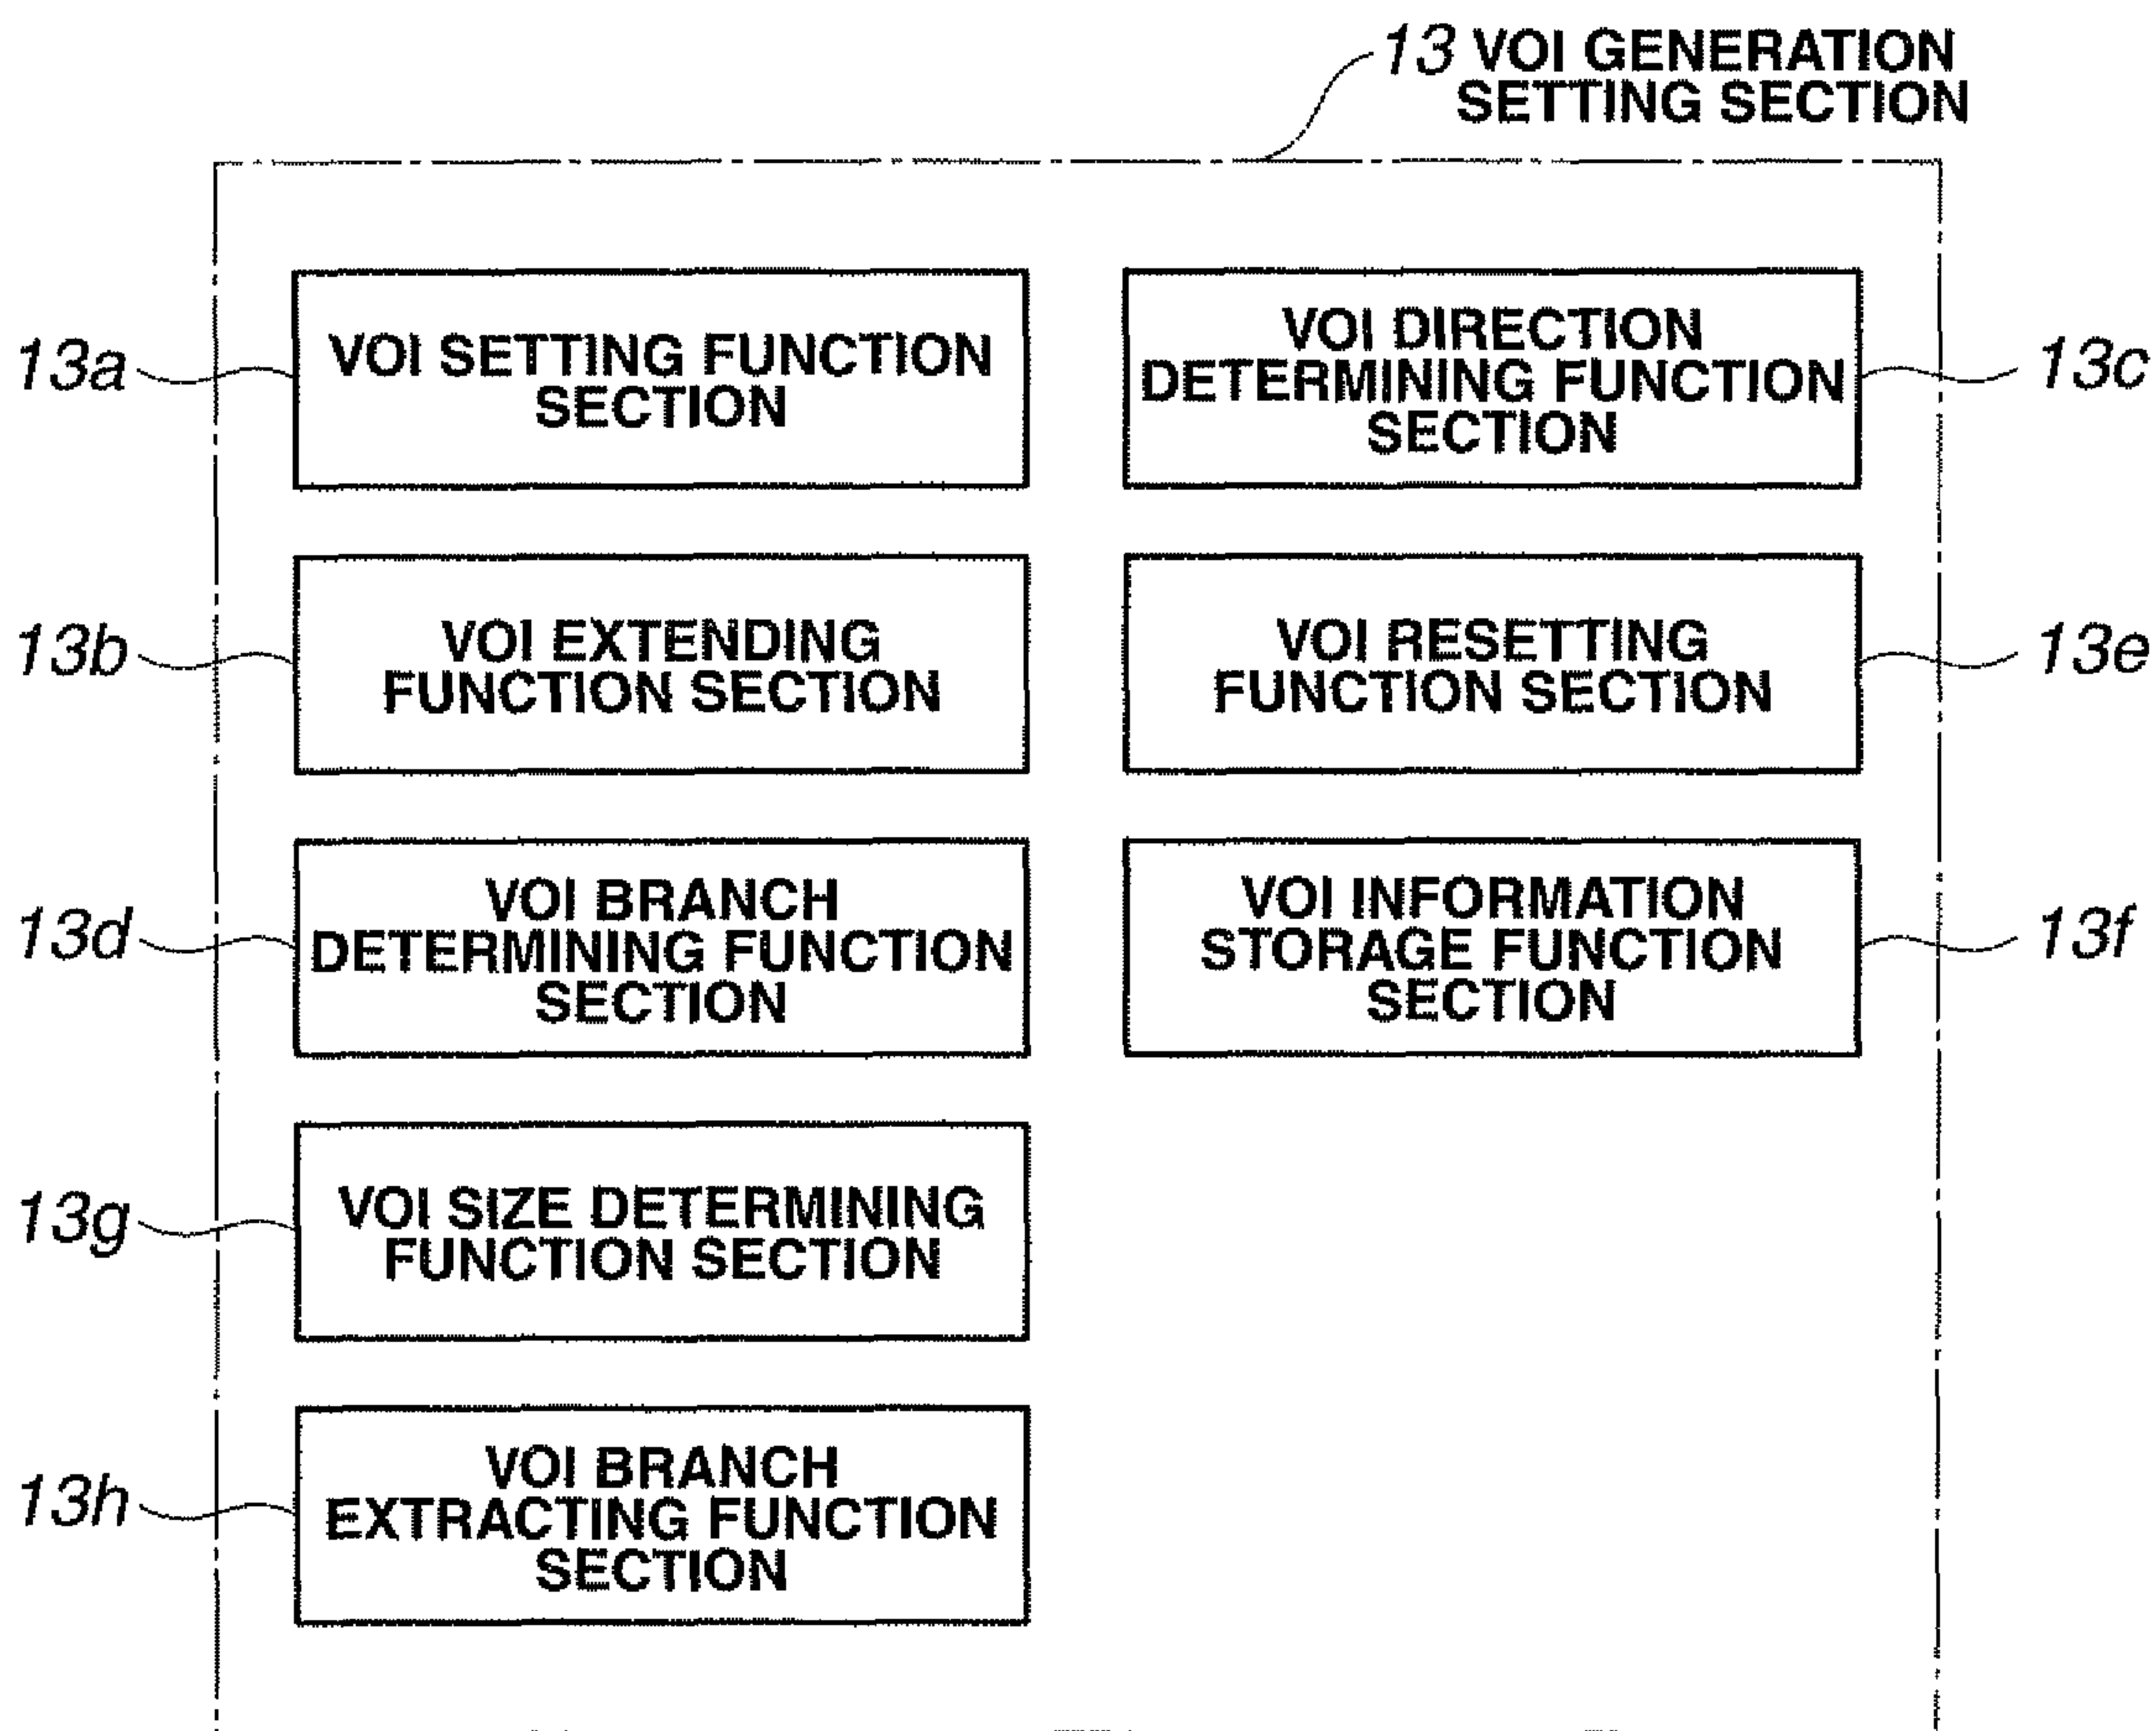 13 VOI GENERATION
SETTING SECTION
13a
VOI SETTING FUNCTION
SECTION
VOI DIRECTION
DETERMINING FUNCTION
SECTION
13c
13b
VOI EXTENDING
FUNCTION SECTION
VOI RESETTING
FUNCTION SECTION
13e
13d
VOI BRANCH
DETERMINING FUNCTION
SECTION
VOI INFORMATION
STORAGE FUNCTION
SECTION
13f
13g
VOI SIZE DETERMINING
FUNCTION SECTION
13h
VOI BRANCH
EXTRACTING FUNCTION
SECTION